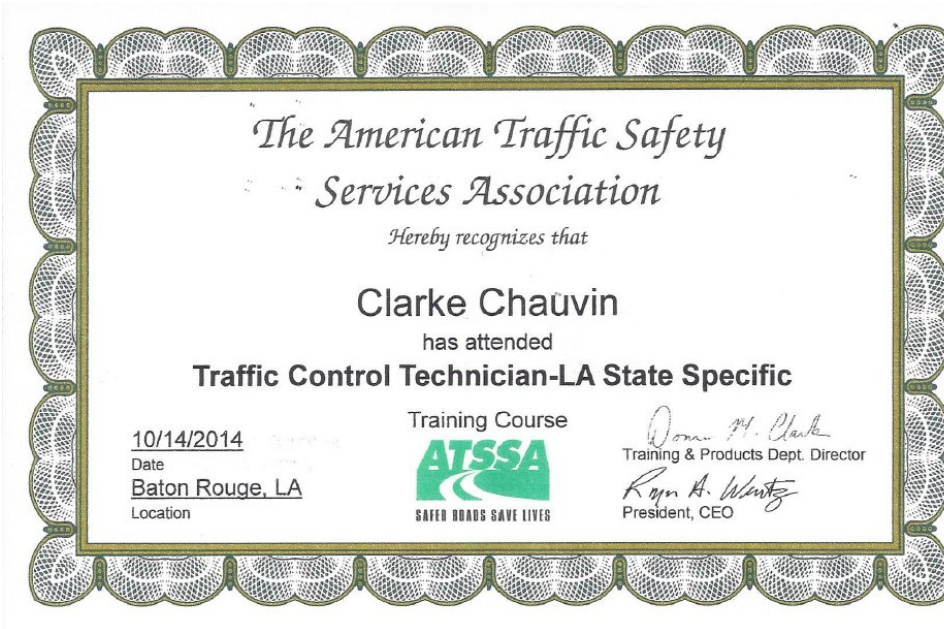 The American Traffic Safety
Services Association
Hereby recognizes that
Clarke Chauvin
has attended
Traffic Control Technician-LA State Specific
Training Course
10/14/2014
Date
Baton Rouge, LA
Location
ATSSA
SAFER ROADS SAVE LIVES
Donna M. Clark
Training & Products Dept. Director
President, CEO